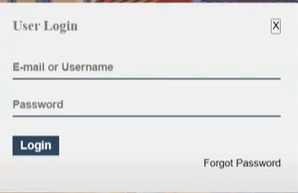 User Login X
E-mail or Username
Password
Login
Forgot Password